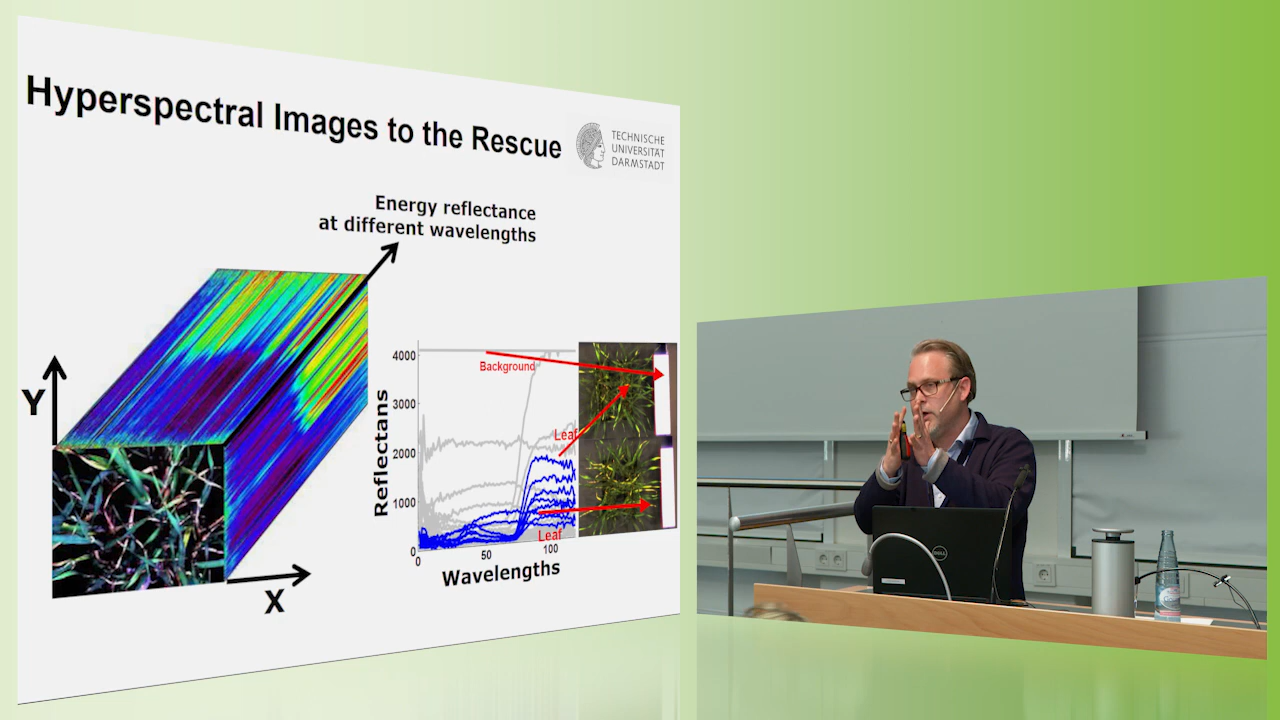 Hyperspectral Images to the Rescue
TECHNISCHE
UNIVERSITÄT
DARMSTADT
Energy reflectance
at different wavelengths
Y
X
Reflectans
4000
3000
2000
1000
0
0
50
100
Wavelengths
Background
Leaf
Leaf
DELL